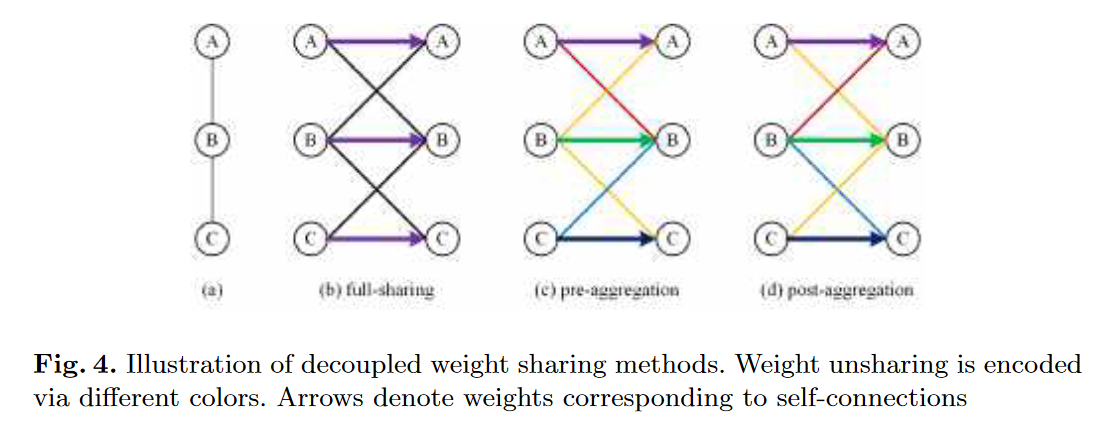 A A A A A A A
B B B B B B B
C C C C C C C
(a) (b) full-sharing (c) pre-aggregation (d) post-aggregation
Fig. 4. Illustration of decoupled weight sharing methods. Weight unsharing is encoded
via different colors. Arrows denote weights corresponding to self-connections